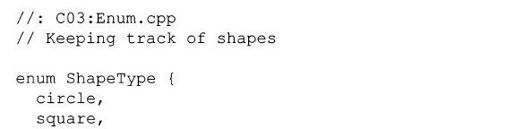 //: C03:Enum.cpp
// Keeping track of shapes
enum ShapeType {
circle,
square,